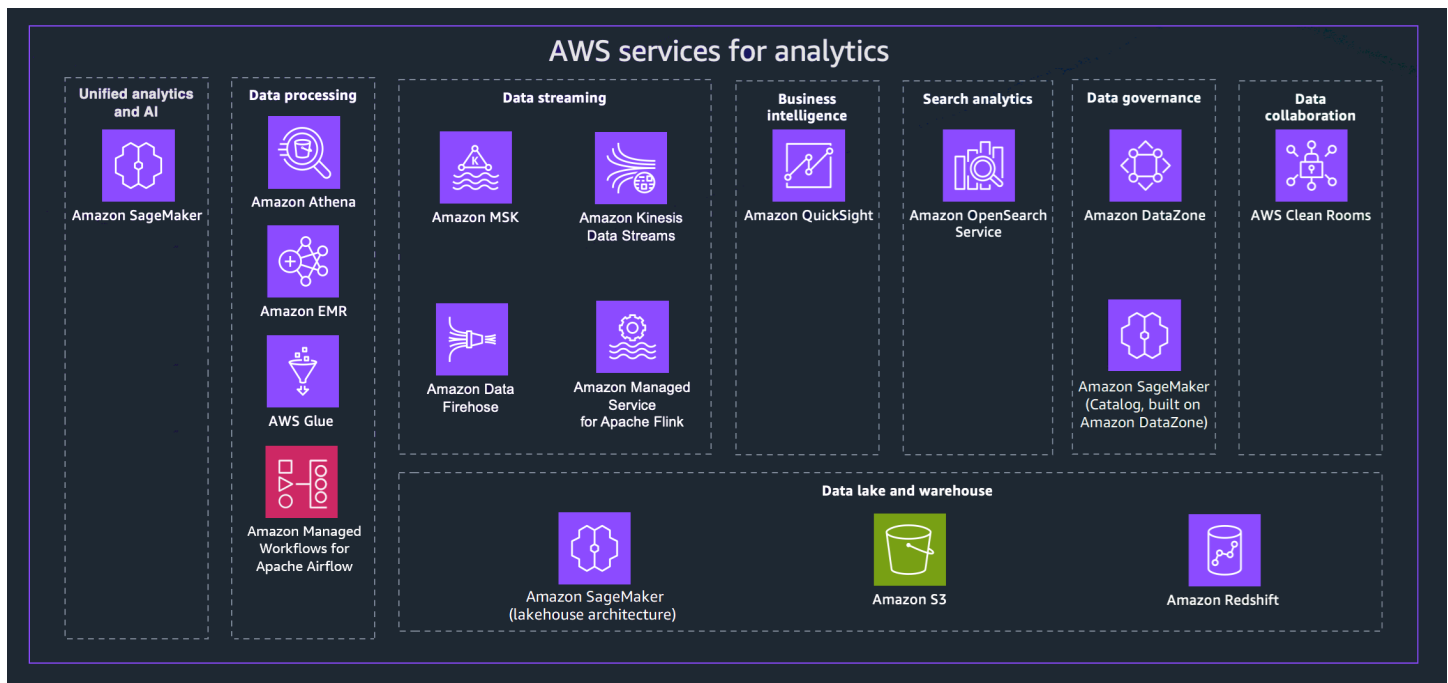 AWS services for analytics
Unified analytics
and AI
Amazon SageMaker
Data processing
Amazon Athena
Amazon EMR
AWS Glue
Amazon Managed
Workflows for
Apache Airflow
Data streaming
K
Amazon MSK
Amazon Kinesis
Data Streams
Amazon Data
Firehose
Amazon Managed
Service
for Apache Flink
Business
intelligence
Amazon QuickSight
Search analytics
Amazon OpenSearch
Service
Data governance
Amazon DataZone
Amazon SageMaker
(Catalog, built on
Amazon DataZone)
Data
collaboration
AWS Clean Rooms
Data lake and warehouse
Amazon SageMaker
(lakehouse architecture)
Amazon S3
Amazon Redshift